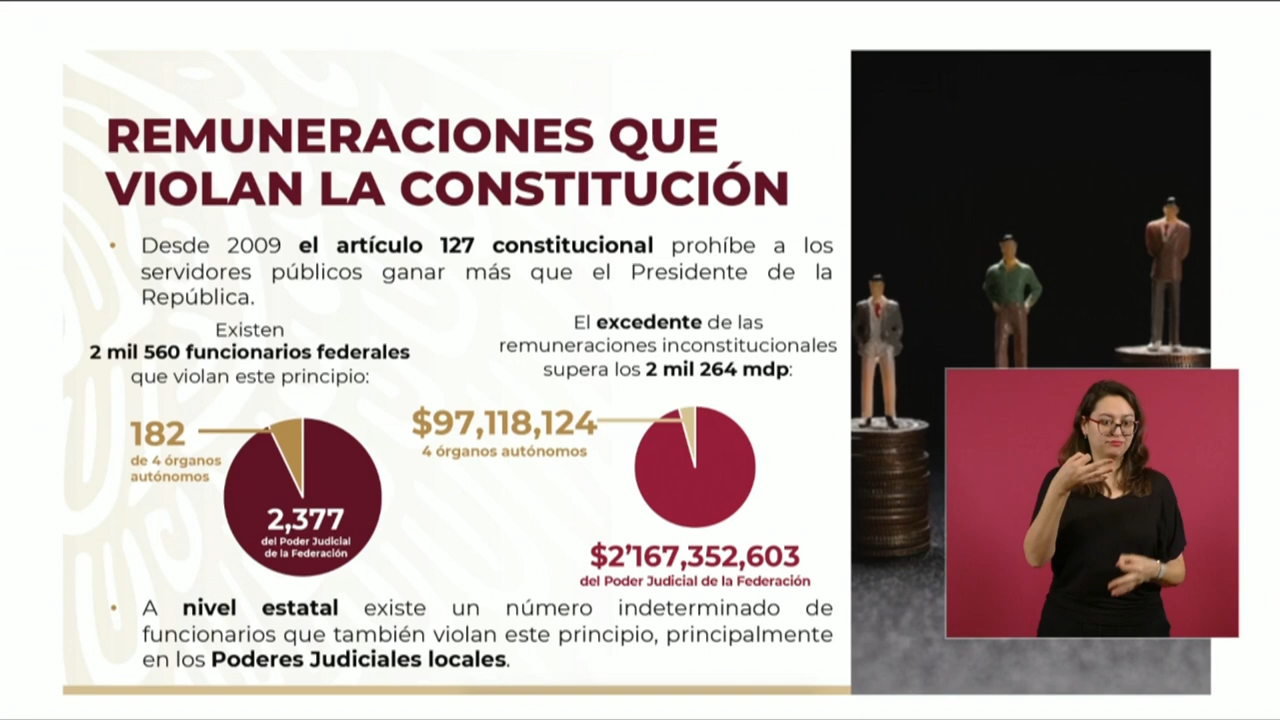 REMUNERACIONES QUE
VIOLAN LA CONSTITUCIÓN
• Desde 2009 el artículo 127 constitucional prohíbe a los
servidores públicos ganar más que el Presidente de la
República.
Existen
2 mil 560 funcionarios federales
que violan este principio:
182
de 4 órganos
autónomos
2,377
del Poder Judicial
de la Federación
El excedente de las
remuneraciones inconstitucionales
supera los 2 mil 264 mdp:
$97,118,124
4 órganos autónomos
$2’167,352,603
del Poder Judicial de la Federación
• A nivel estatal existe un número indeterminado de
funcionarios que también violan este principio, principalmente
en los Poderes Judiciales locales.